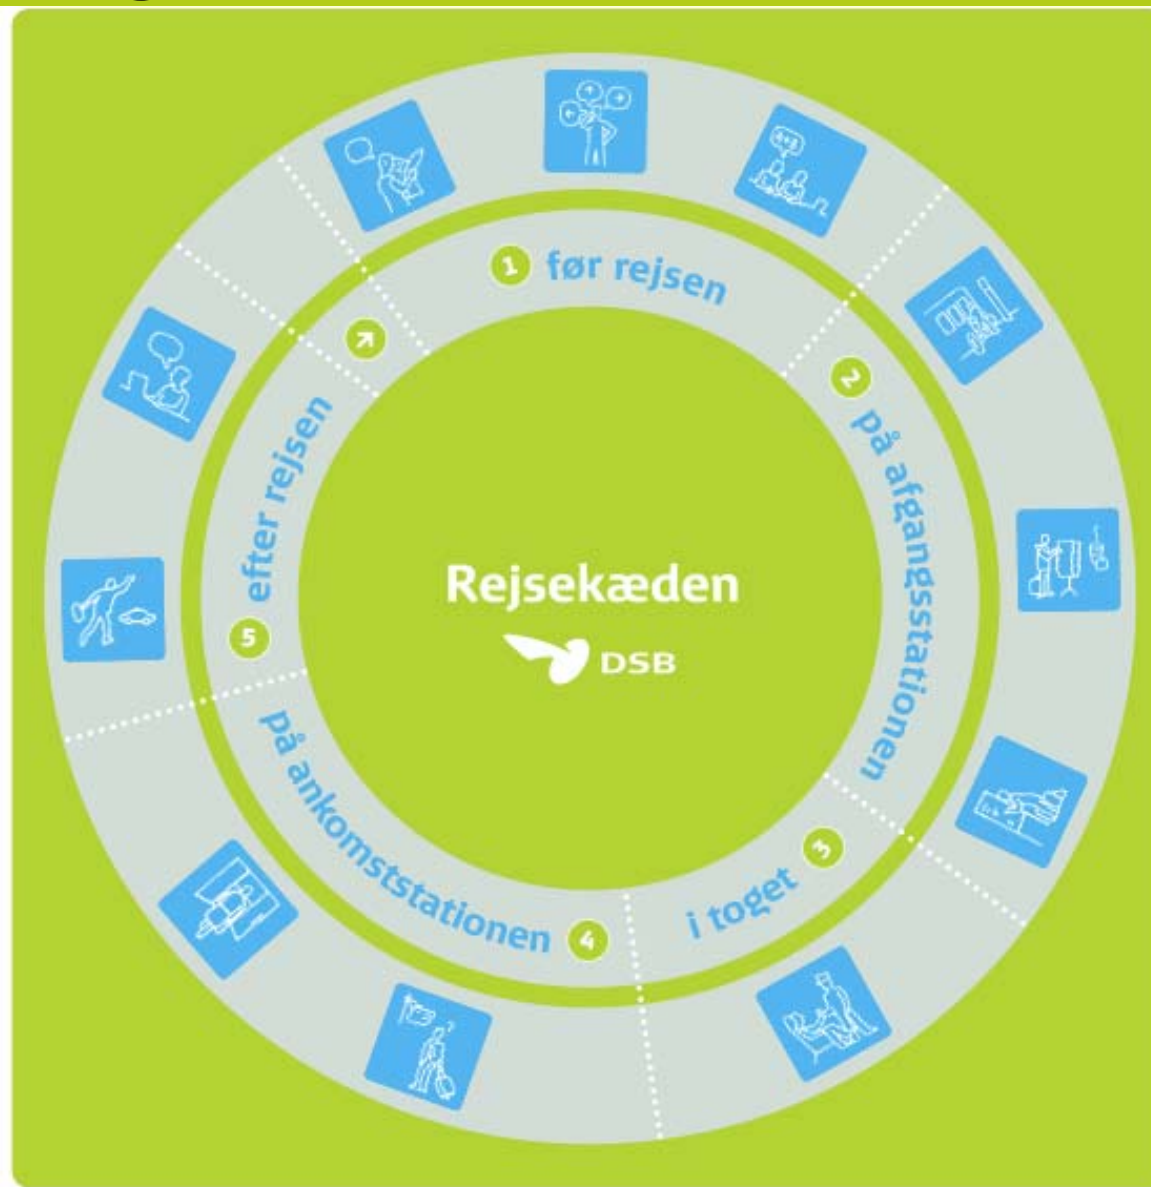 1 før rejsen
2 på afgangsstationen
3 i toget
4 på ankomststationen
5 efter rejsen
Rejsekæden
DSB